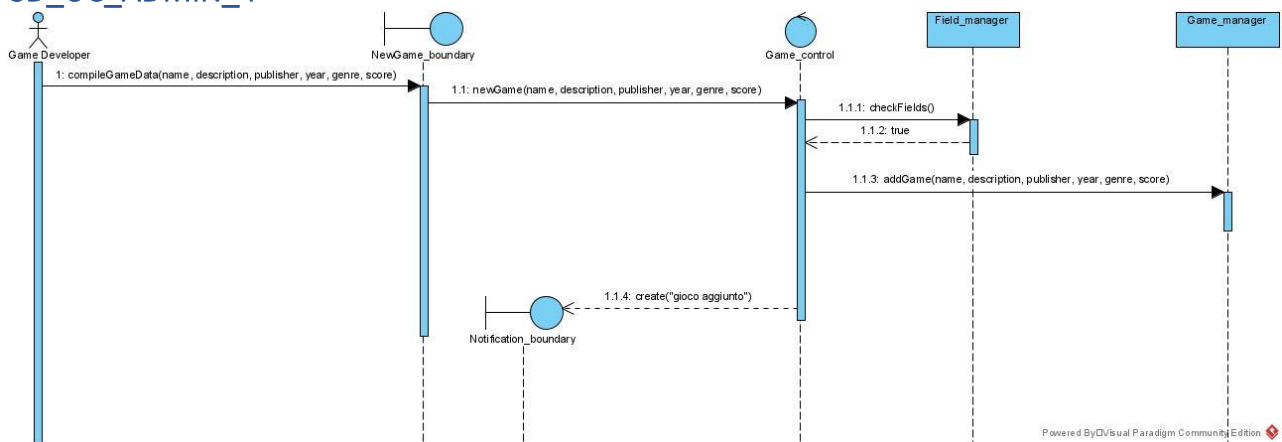 Game Developer
NewGame_boundary
Game_control
Field_manager
Game_manager
1: compileGameData(name, description, publisher, year, genre, score)
1.1: newGame(name, description, publisher, year, genre, score)
1.1.1: checkFields()
1.1.2: true
1.1.3: addGame(name, description, publisher, year, genre, score)
1.1.4: create("gioco aggiunto")
Notification_boundary
Powered By Visual Paradigm Community Edition